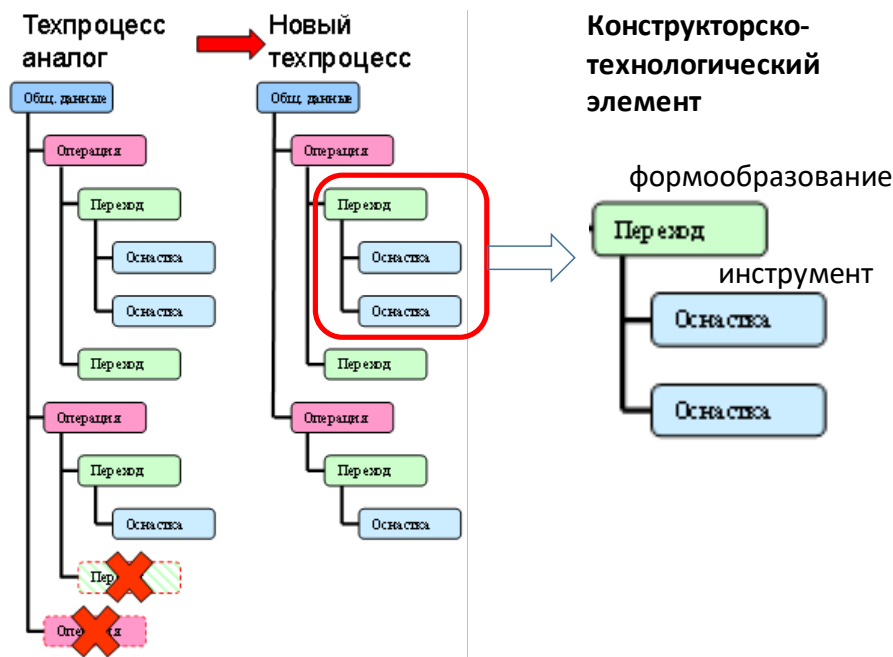 Техпроцесс
аналог
Общ. данные
Операция
Переход
Оснастка
Оснастка
Переход
Операция
Переход
Оснастка
Новый
техпроцесс
Общ. данные
Операция
Переход
Оснастка
Оснастка
Переход
Операция
Переход
Оснастка
Конструкторско-
технологический
элемент
формообразование
Переход
инструмент
Оснастка
Оснастка